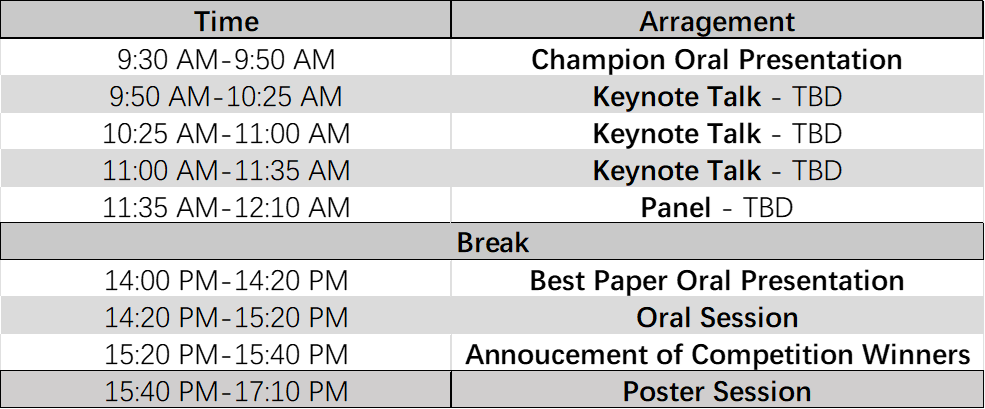 Time Arragement
9:30 AM-9:50 AM Champion Oral Presentation
9:50 AM-10:25 AM Keynote Talk - TBD
10:25 AM-11:00 AM Keynote Talk - TBD
11:00 AM-11:35 AM Keynote Talk - TBD
11:35 AM-12:10 AM Panel - TBD
Break
14:00 PM-14:20 PM Best Paper Oral Presentation
14:20 PM-15:20 PM Oral Session
15:20 PM-15:40 PM Annoucement of Competition Winners
15:40 PM-17:10 PM Poster Session